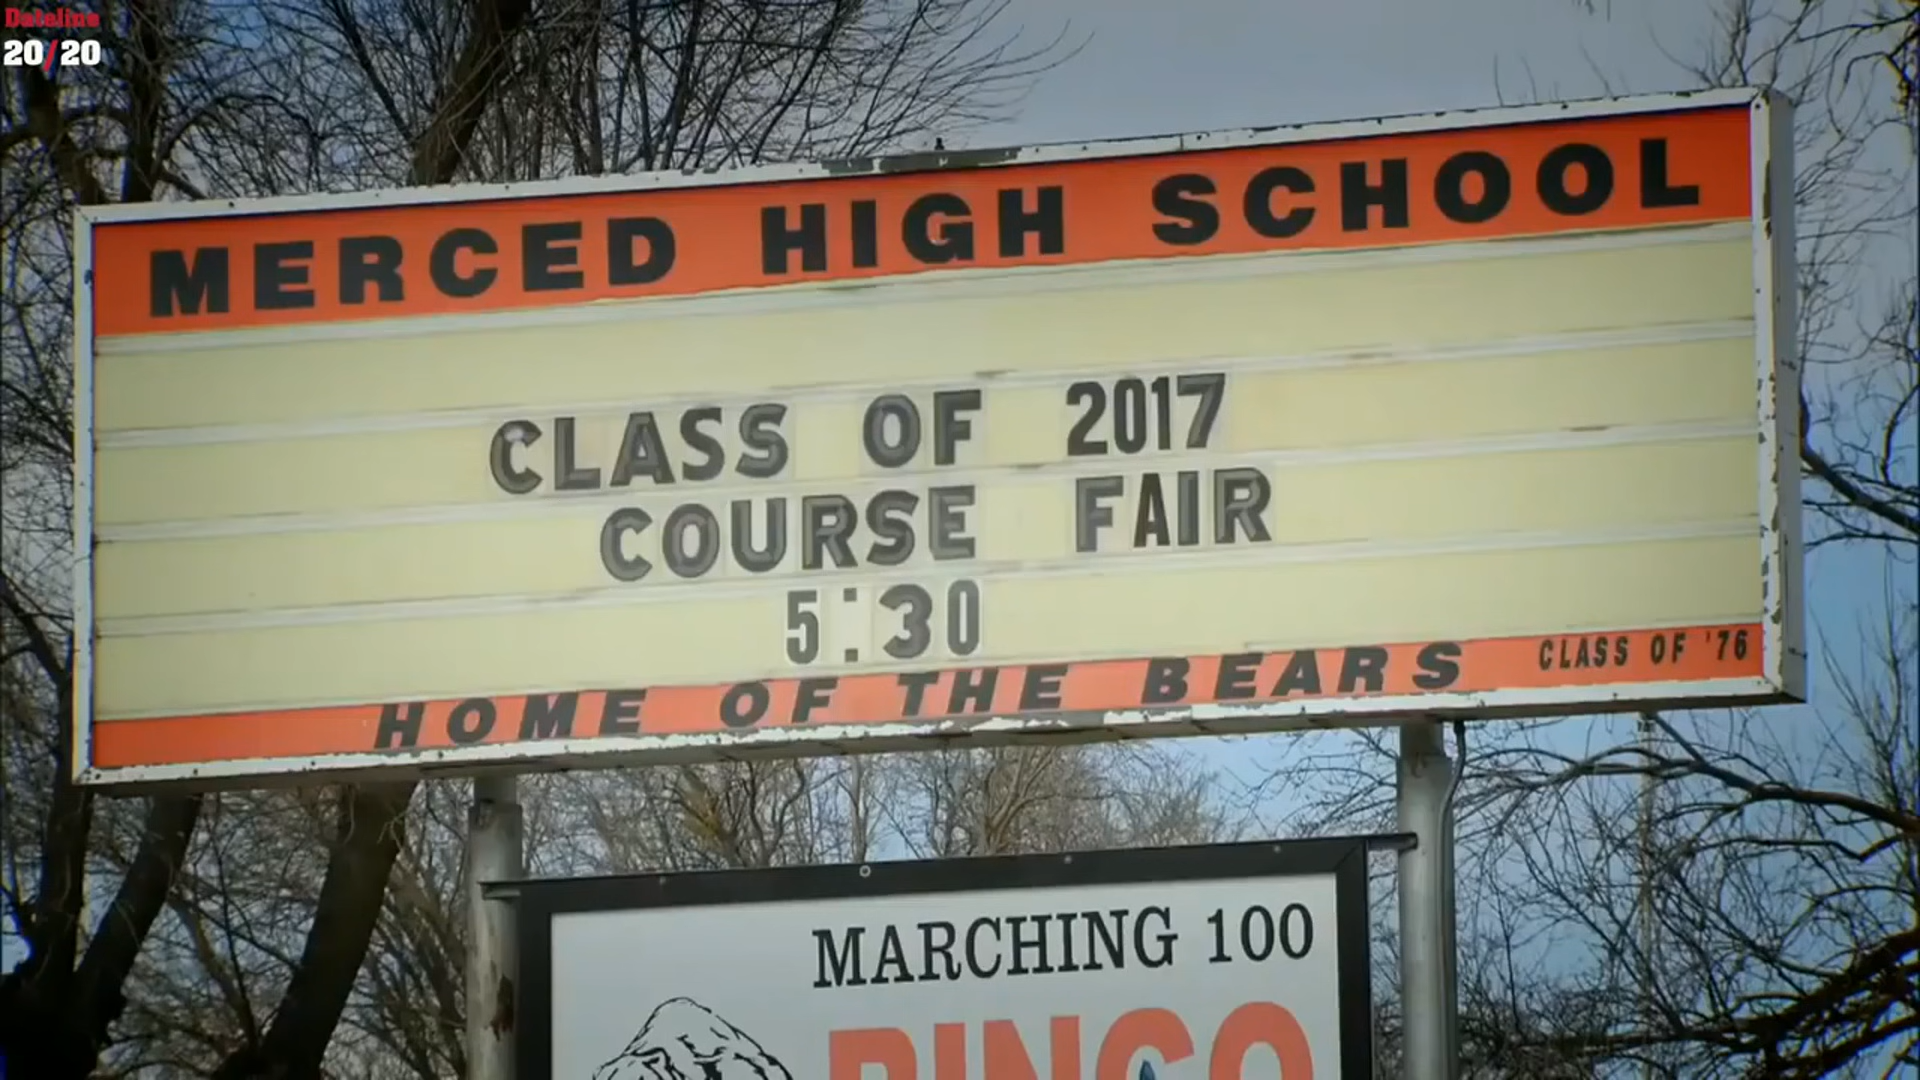 Dateline
20/20
MERCED HIGH SCHOOL
CLASS OF 2017
COURSE FAIR
5:30
HOME OF THE BEARS CLASS OF '76
MARCHING 100
BINGO